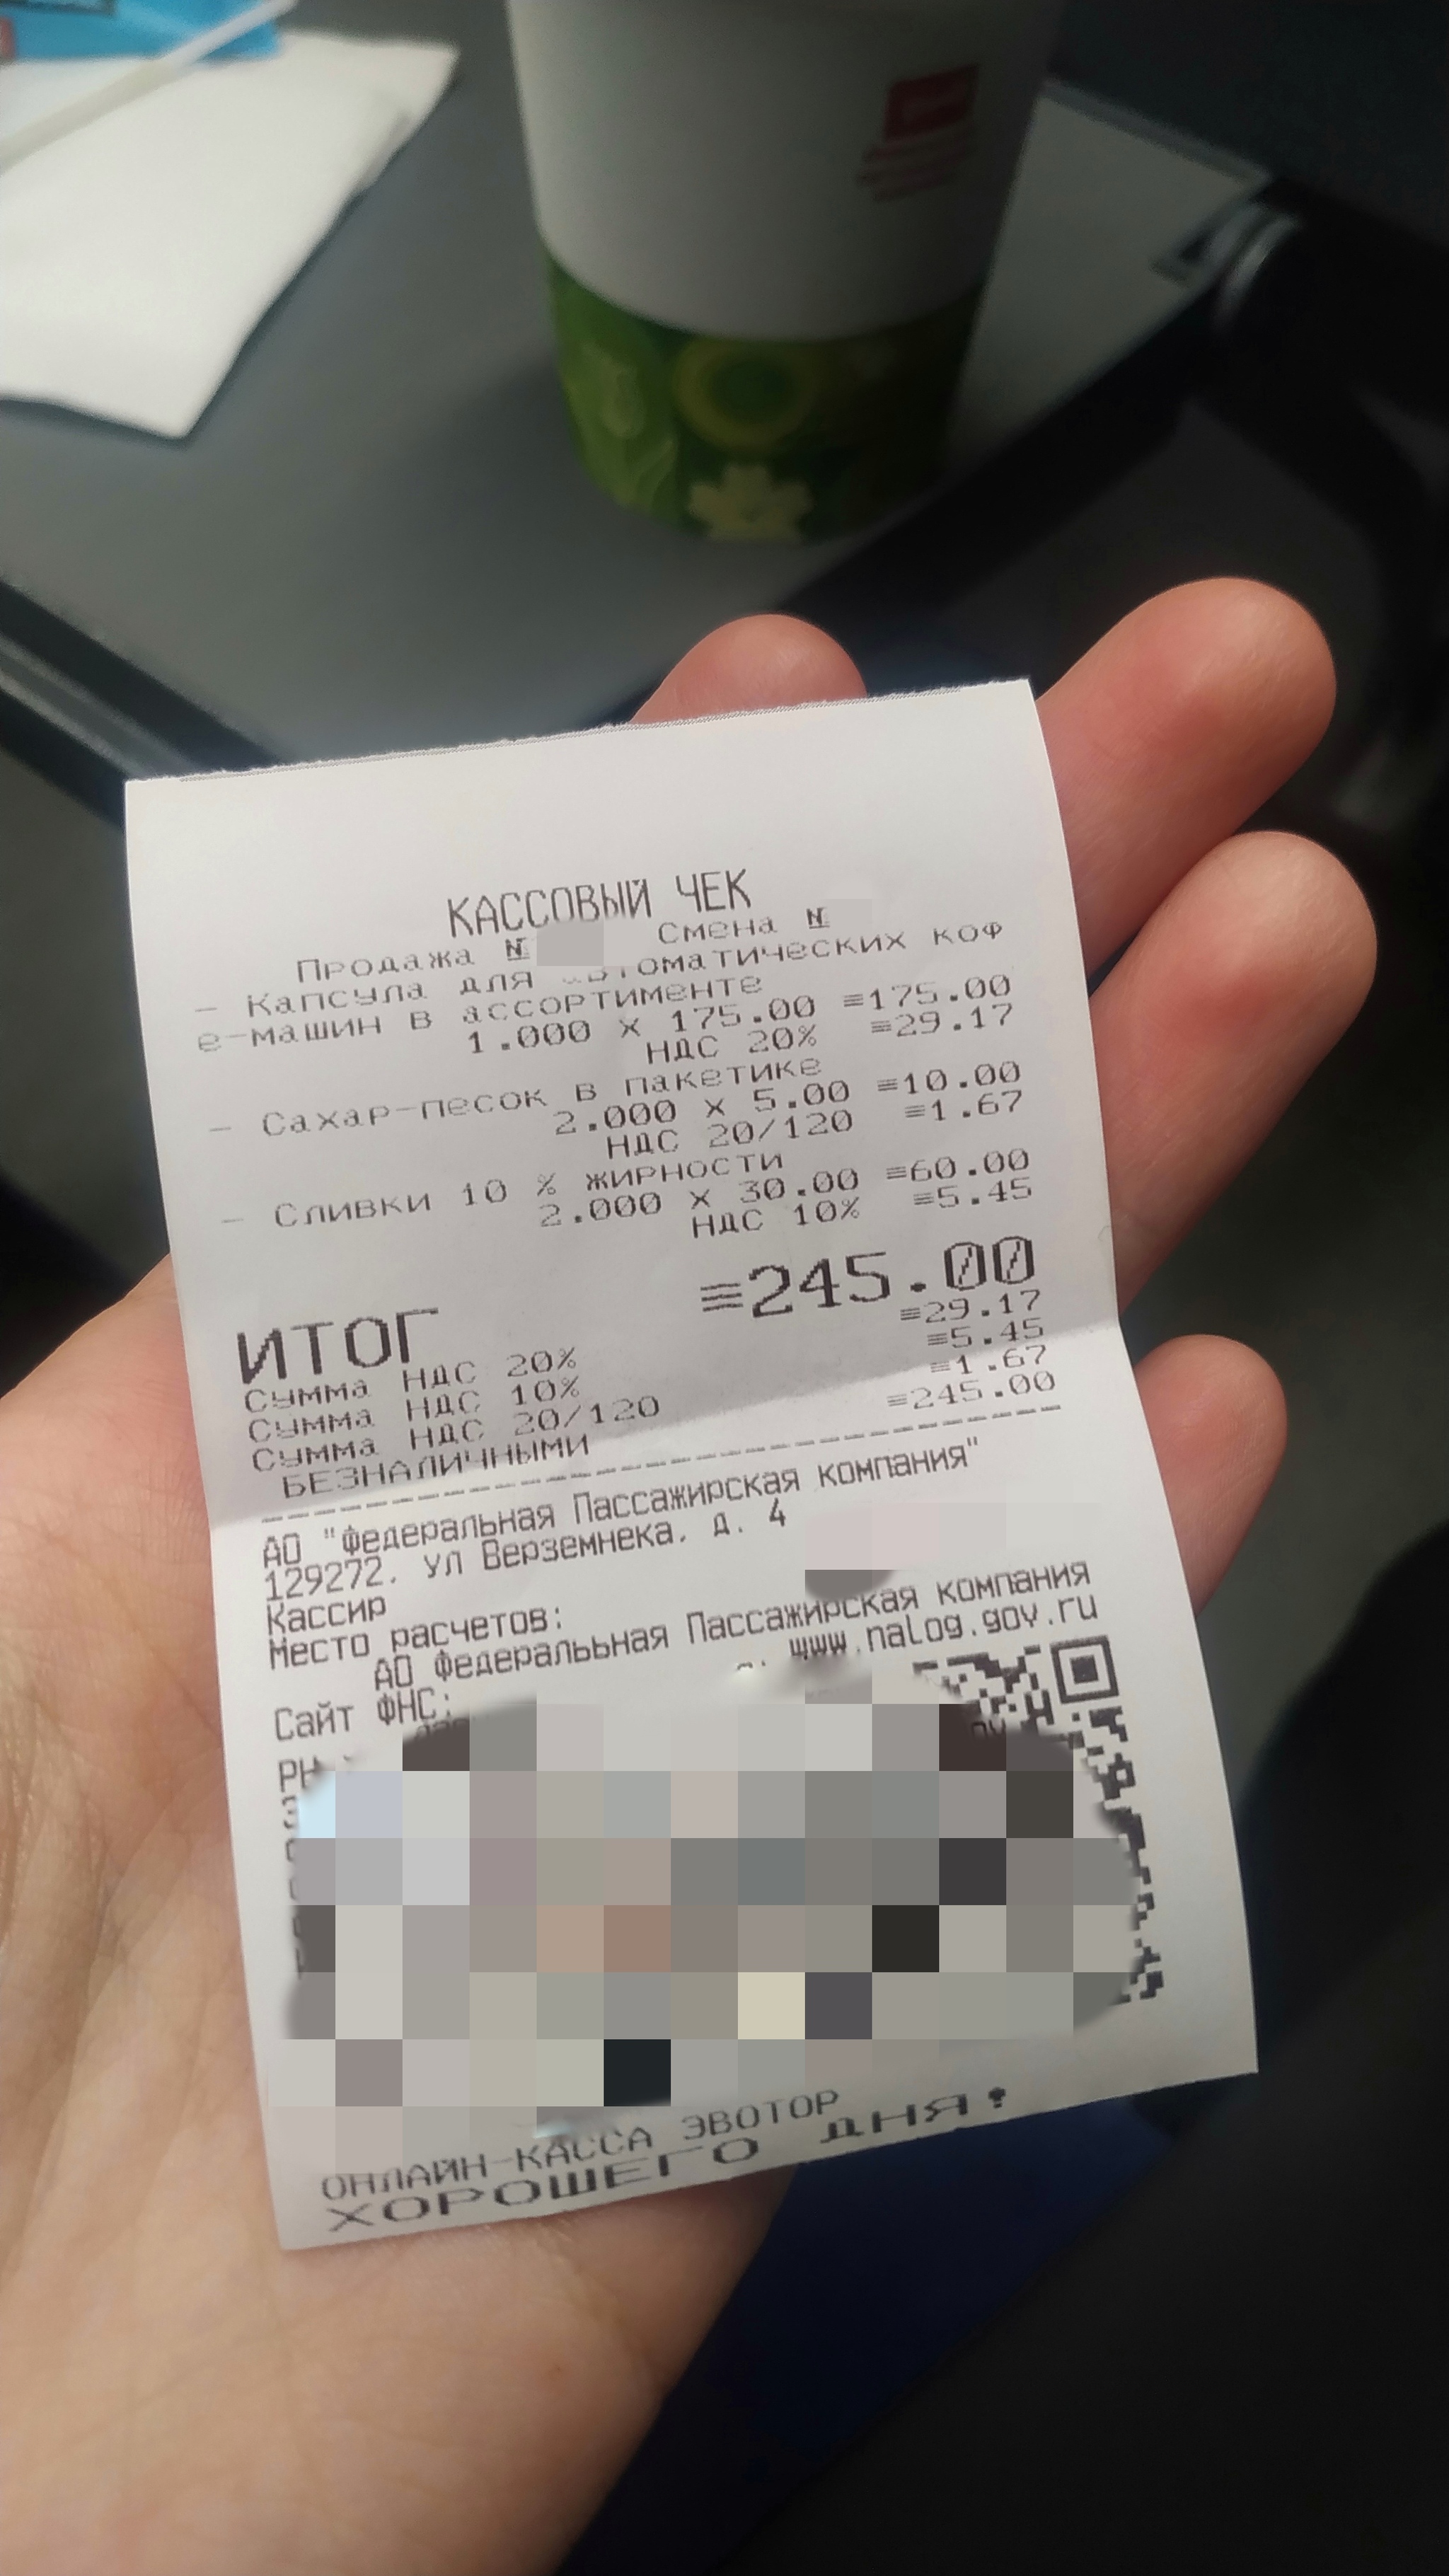 КАССОВЫЙ ЧЕК
Продажа № Смена №
- Капсула для автоматических коф
е-машин в ассортименте
1.000 x 175.00 ≡175.00
НДС 20% ≡29.17
- Сахар-песок в пакетике
2.000 x 5.00 ≡10.00
НДС 20/120 ≡1.67
- Сливки 10 % жирности
2.000 x 30.00 ≡60.00
НДС 10% ≡5.45
ИТОГ ≡245.00
Сумма НДС 20% ≡29.17
Сумма НДС 10% ≡5.45
Сумма НДС 20/120 ≡1.67
БЕЗНАЛИЧНЫМИ ≡245.00
АО "Федеральная Пассажирская компания"
129272, Ул Верземнека, д. 4
Кассир
Место расчетов:
АО Федералььная Пассажирская компания
Сайт ФНС: www.nalog.gov.ru
РН
ОНЛАЙН-КАССА ЭВОТОР
ХОРОШЕГО ДНЯ!